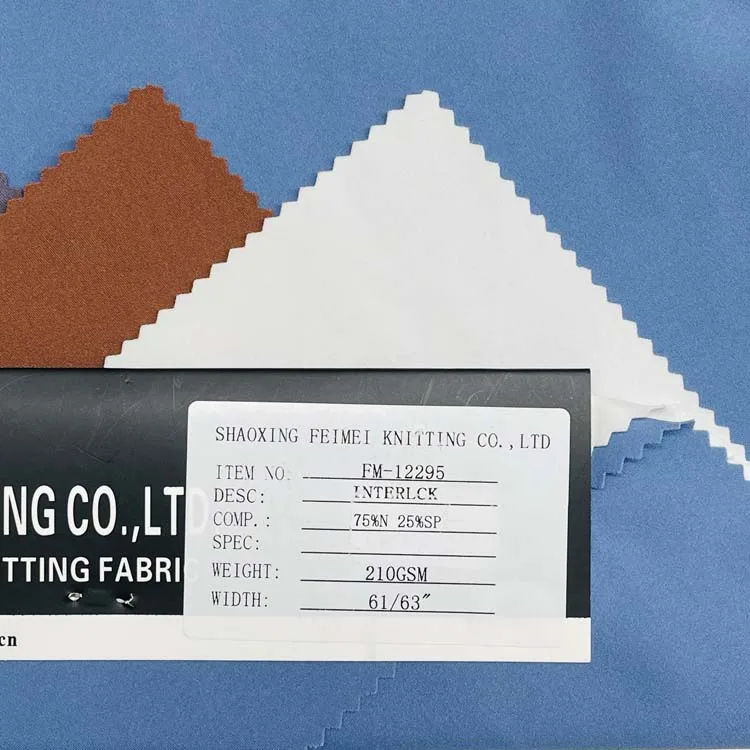 SHAOXING FEIMEI KNITTING CO.,LTD
ITEM NO: FM-12295
DESC: INTERLCK
COMP.: 75%N 25%SP
SPEC:
WEIGHT: 210GSM
WIDTH: 61/63"
NG CO.,LTD
TTING FABRIC
cn